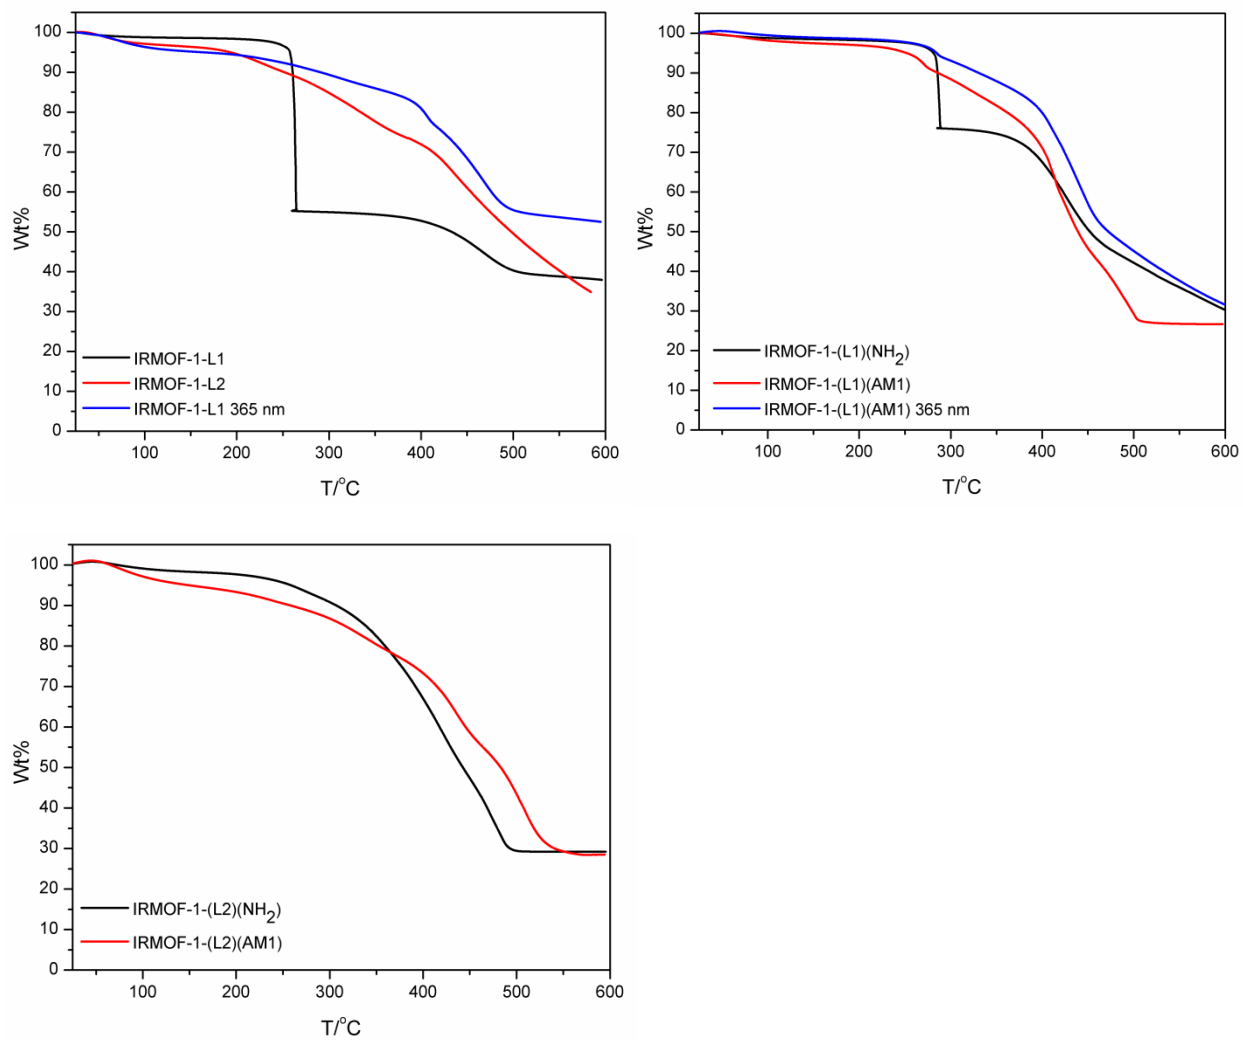 100
90
80
70
60
50
40
30
20
10
0
Wt%
IRMOF-1-L1
IRMOF-1-L2
IRMOF-1-L1 365 nm
100 200 300 400 500 600
T/°C
100
90
80
70
60
50
40
30
20
10
0
Wt%
IRMOF-1-(L1)(NH2)
IRMOF-1-(L1)(AM1)
IRMOF-1-(L1)(AM1) 365 nm
100 200 300 400 500 600
T/°C
100
90
80
70
60
50
40
30
20
10
0
Wt%
IRMOF-1-(L2)(NH2)
IRMOF-1-(L2)(AM1)
100 200 300 400 500 600
T/°C